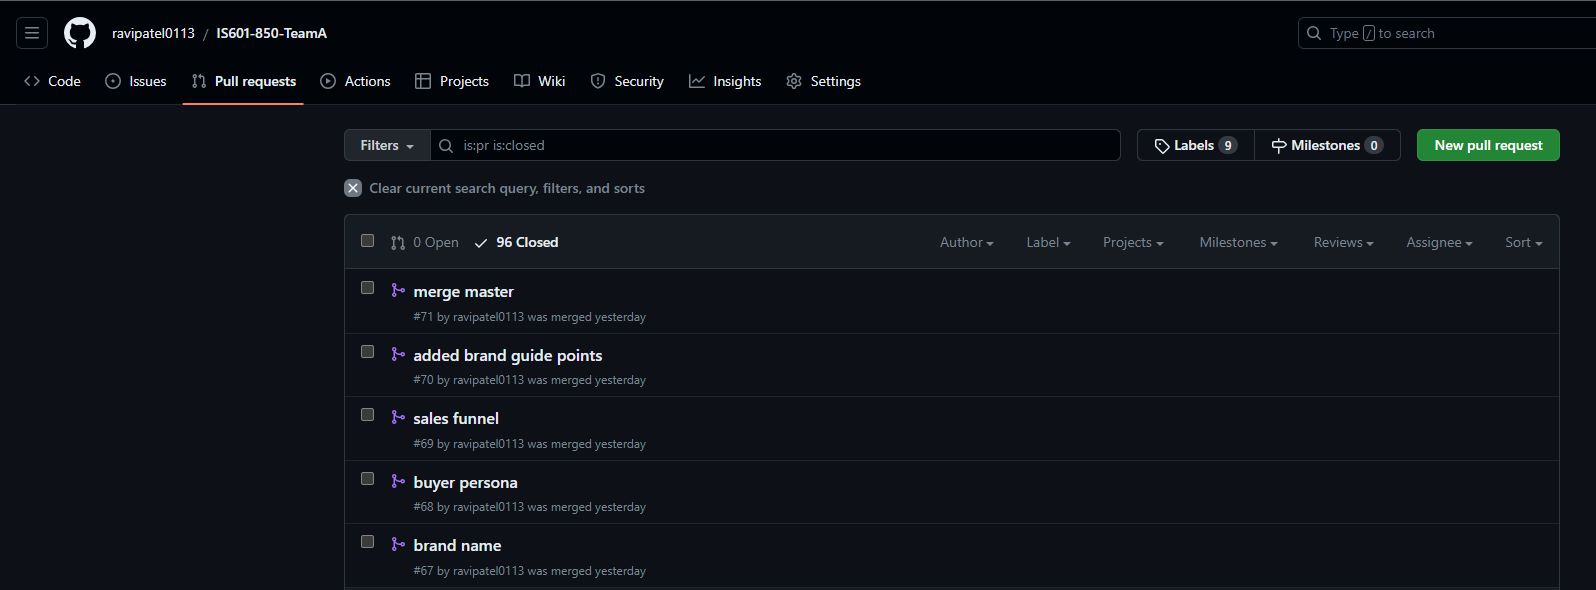 ravipatel0113 / IS601-850-TeamA
Type / to search
Code Issues Pull requests Actions Projects Wiki Security Insights Settings
Filters is:pr is:closed Labels 9 Milestones 0 New pull request
Clear current search query, filters, and sorts
0 Open 96 Closed Author Label Projects Milestones Reviews Assignee Sort
merge master
#71 by ravipatel0113 was merged yesterday
added brand guide points
#70 by ravipatel0113 was merged yesterday
sales funnel
#69 by ravipatel0113 was merged yesterday
buyer persona
#68 by ravipatel0113 was merged yesterday
brand name
#67 by ravipatel0113 was merged yesterday